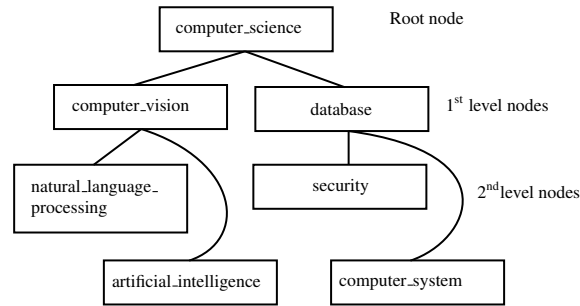 computer_science
Root node
computer_vision
database
1st level nodes
natural_language_
processing
security
2nd level nodes
artificial_intelligence
computer_system